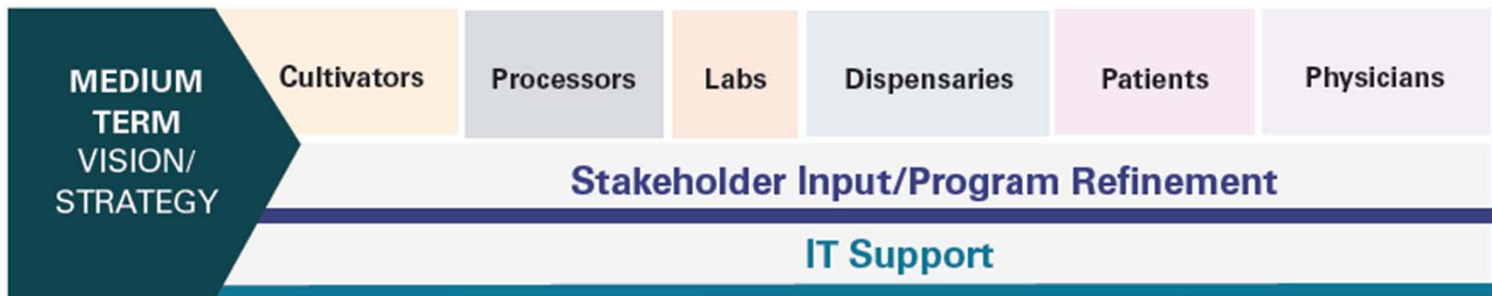 MEDIUM
TERM
VISION/
STRATEGY
Cultivators
Processors
Labs
Dispensaries
Patients
Physicians
Stakeholder Input/Program Refinement
IT Support